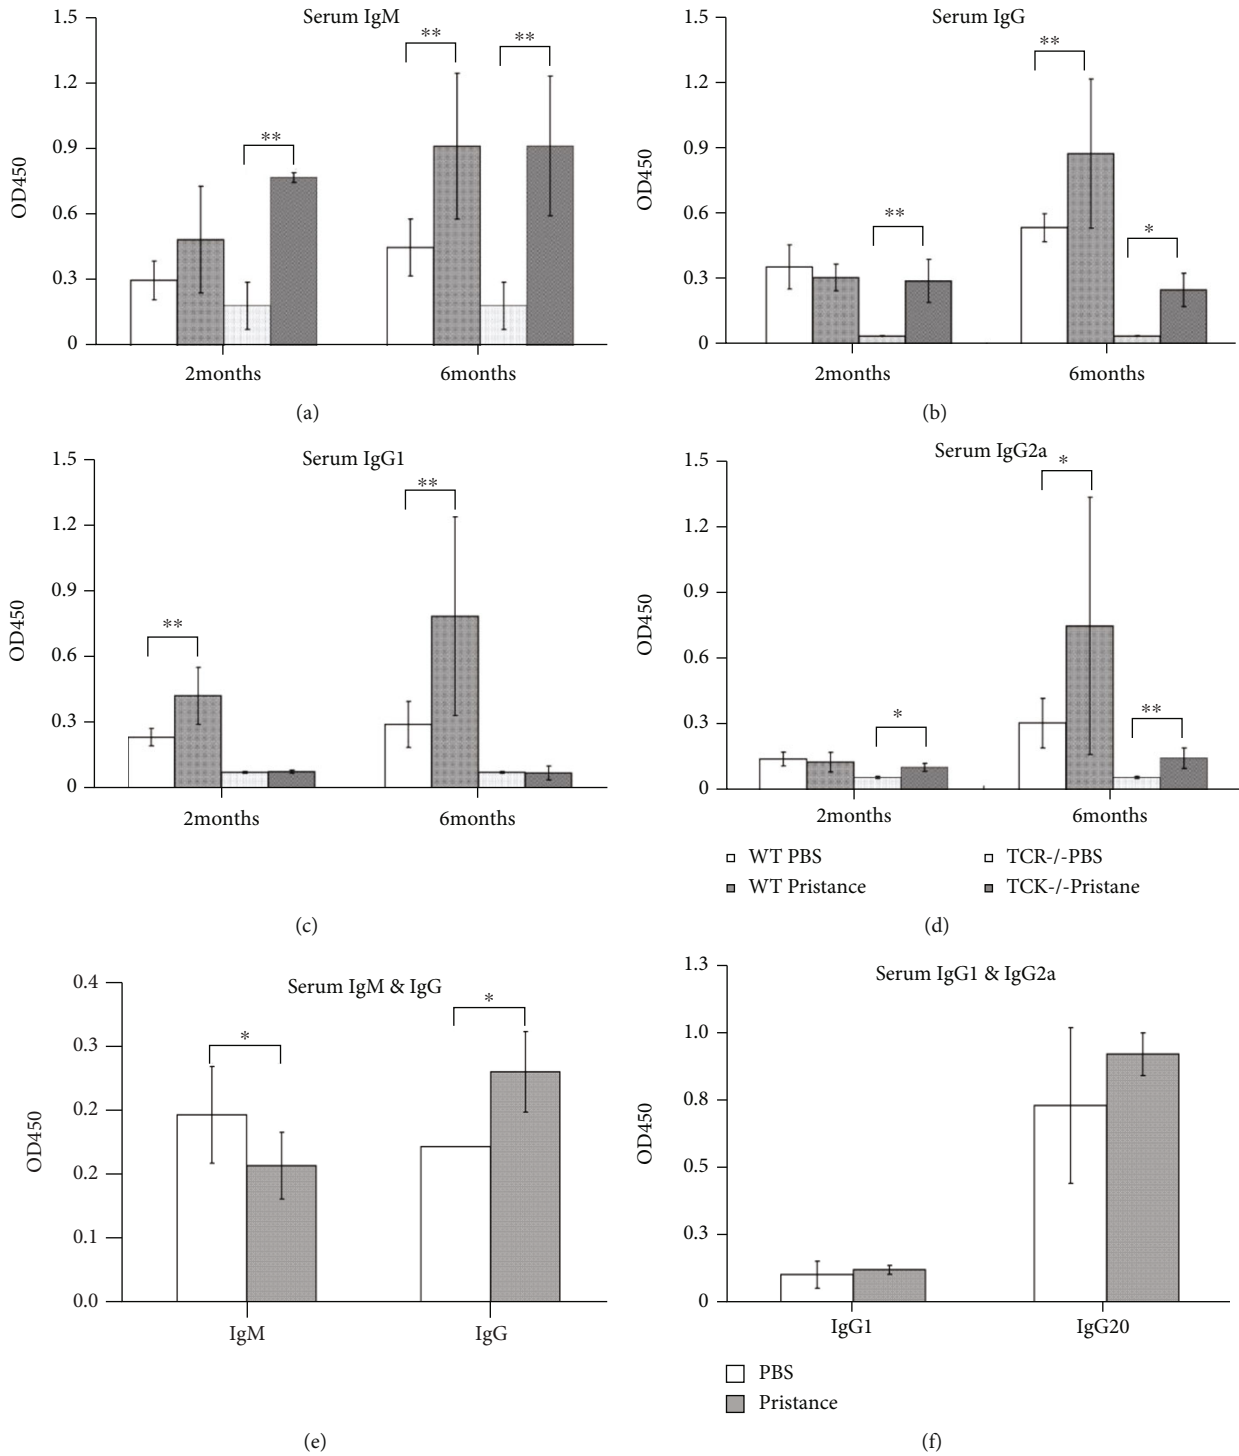 Serum IgM
1.5
1.2
0.9
0.6
0.3
0
OD450
**
**
**
2months
6months
(a)
Serum IgG
1.5
1.2
0.9
0.6
0.3
0
OD450
**
**
*
2months
6months
(b)
Serum IgG1
1.5
1.2
0.9
0.6
0.3
0
OD450
**
**
2months
6months
(c)
Serum IgG2a
1.5
1.2
0.9
0.6
0.3
0
OD450
*
*
**
2months
6months
WT PBS
TCR-/-PBS
WT Pristance
TCK-/-Pristane
(d)
Serum IgM & IgG
0.4
0.3
0.2
0.2
0.1
0.0
OD450
*
*
IgM
IgG
(e)
Serum IgG1 & IgG2a
1.3
1.0
0.8
0.5
0.3
0
OD450
IgG1
IgG20
PBS
Pristance
(f)